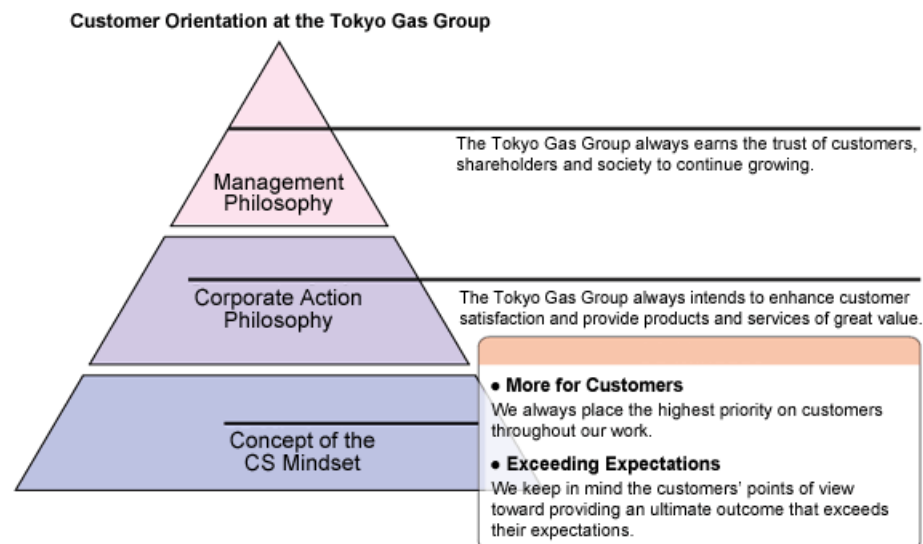 Customer Orientation at the Tokyo Gas Group
The Tokyo Gas Group always earns the trust of customers,
shareholders and society to continue growing.
Management
Philosophy
The Tokyo Gas Group always intends to enhance customer
satisfaction and provide products and services of great value.
Corporate Action
Philosophy
Concept of the
CS Mindset
• More for Customers
We always place the highest priority on customers
throughout our work.
• Exceeding Expectations
We keep in mind the customers' points of view
toward providing an ultimate outcome that exceeds
their expectations.